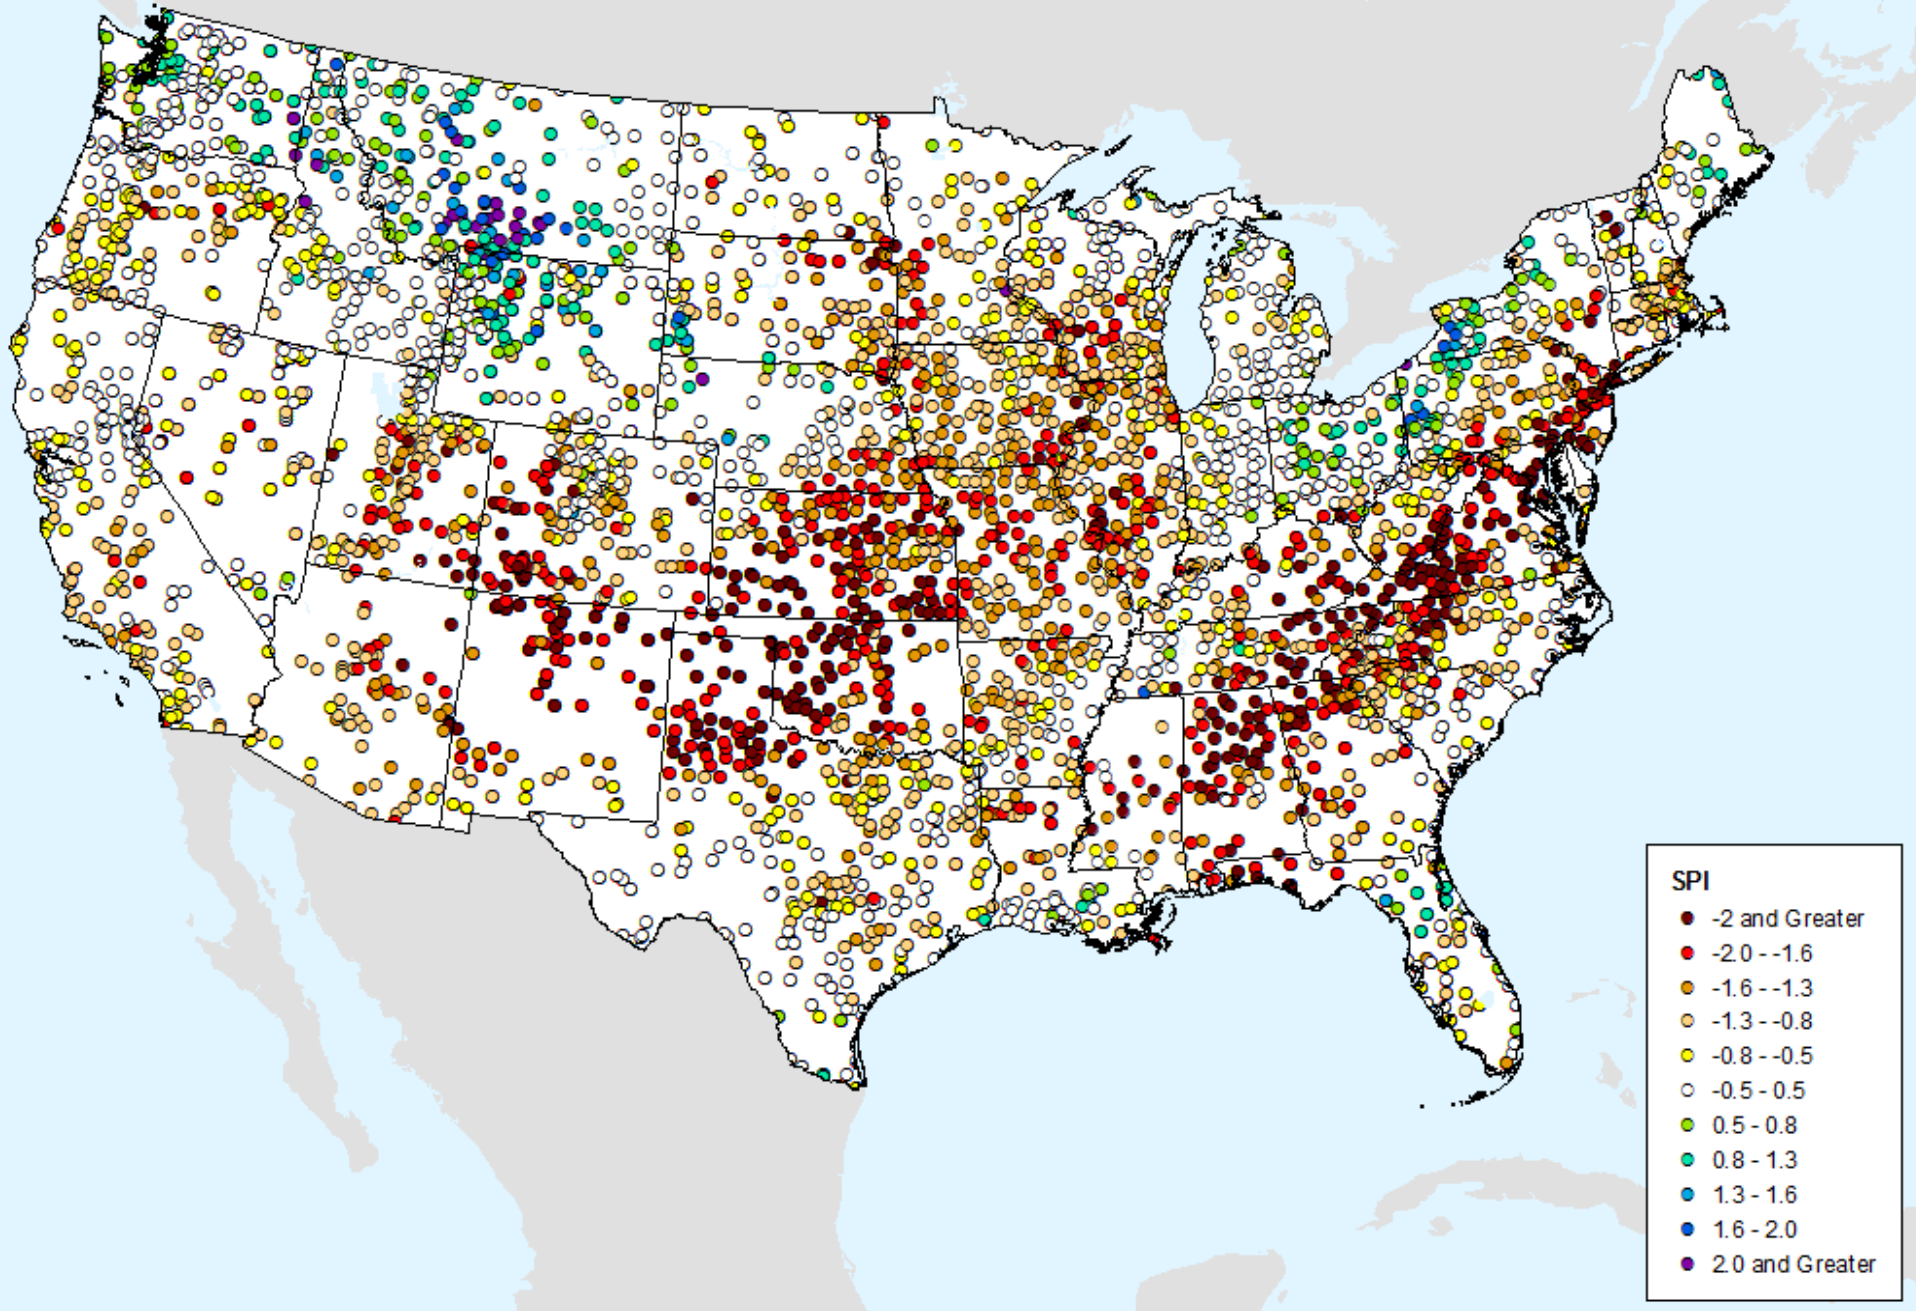 SPI
-2 and Greater
-2.0 - -1.6
-1.6 - -1.3
-1.3 - -0.8
-0.8 - -0.5
-0.5 - 0.5
0.5 - 0.8
0.8 - 1.3
1.3 - 1.6
1.6 - 2.0
2.0 and Greater